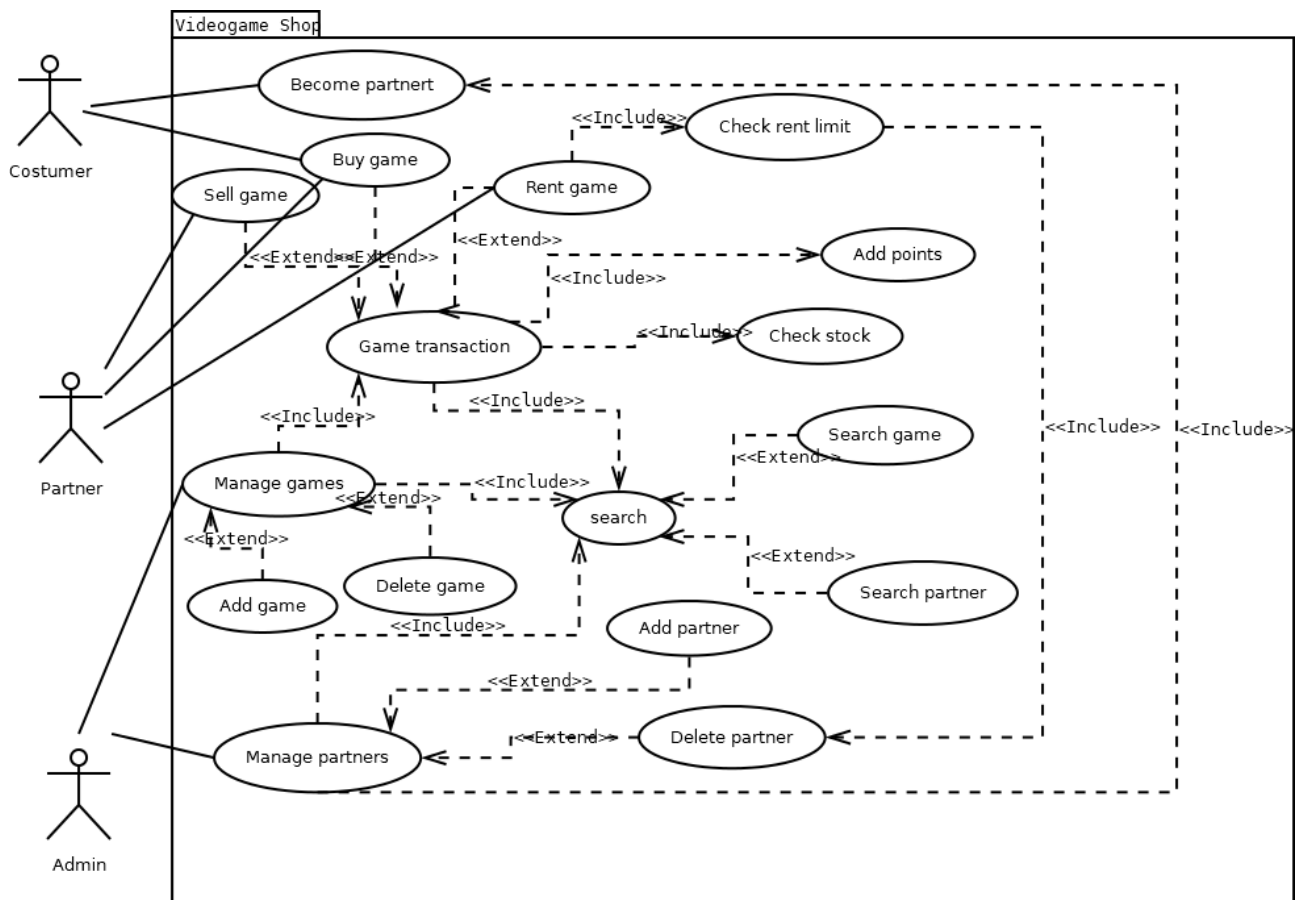 Videogame Shop
Become partnert
<<Include>>
Check rent limit
Costumer
Buy game
Sell game
Rent game
<<Extend>>
<<Extend>>
<<Extend>>
Add points
<<Include>>
Game transaction
<<Include>>
Check stock
<<Include>>
<<Include>>
Search game
<<Include>>
<<Include>>
<<Extend>>
Partner
Manage games
<<Include>>
<<Extend>>
search
<<Extend>>
<<Extend>>
Delete game
Search partner
Add game
<<Include>>
Add partner
<<Extend>>
Manage partners
<<Extend>>
Delete partner
Admin